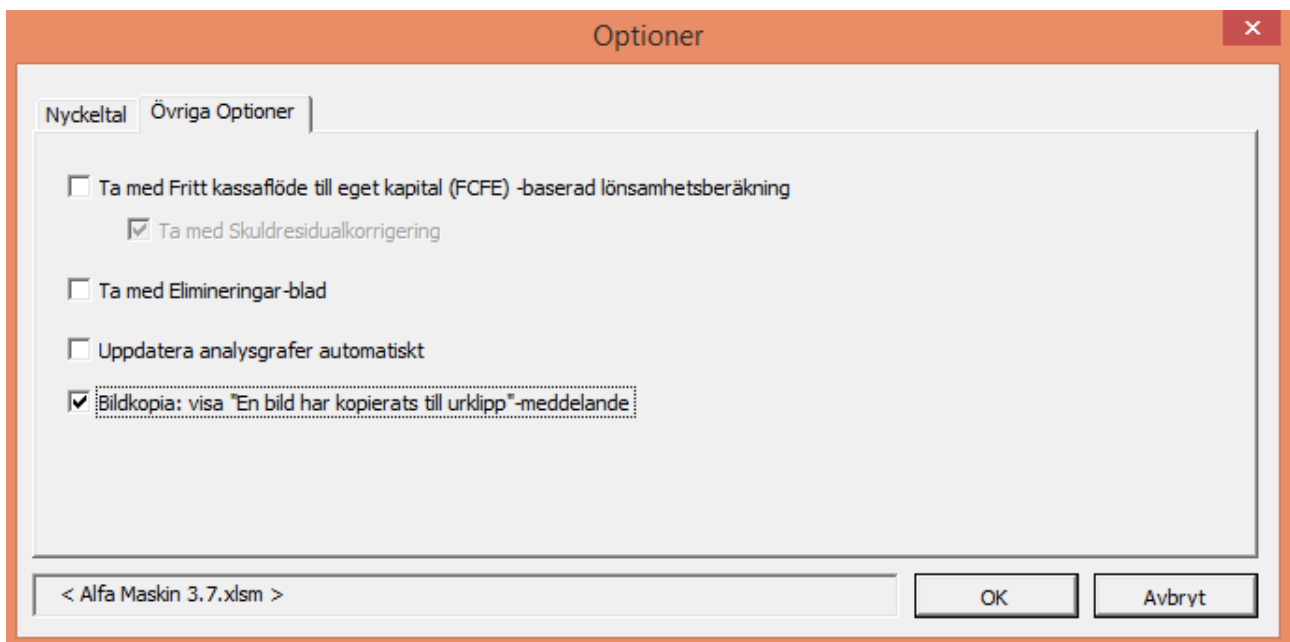 Optioner
Nyckeltal
Övriga Optioner
Ta med Fritt kassaflöde till eget kapital (FCFE) -baserad lönsamhetsberäkning
Ta med Skuldresidualkorrigering
Ta med Elimineringar-blad
Uppdatera analysgrafer automatiskt
Bildkopia: visa "En bild har kopierats till urklipp"-meddelande
< Alfa Maskin 3.7.xlsm >
OK
Avbryt